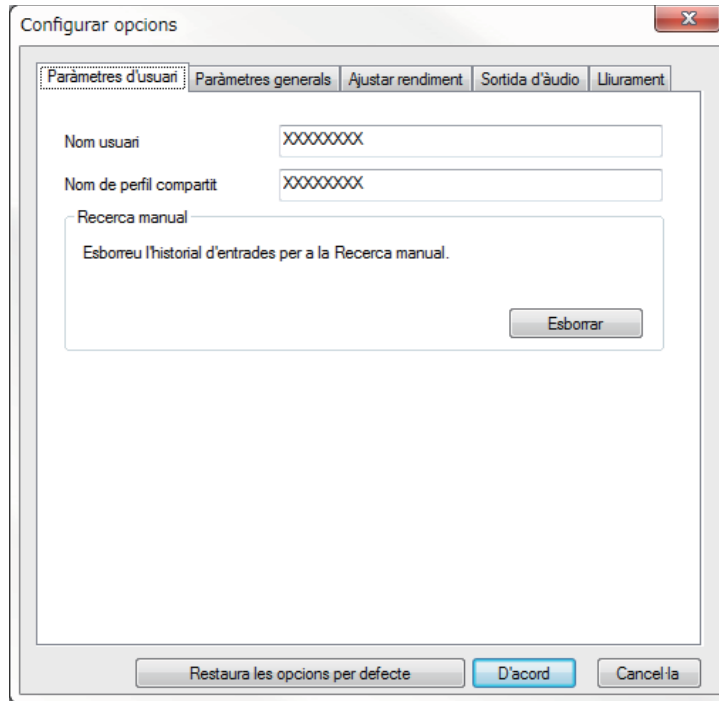 Configurar opcions
Paràmetres d'usuari Paràmetres generals Ajustar rendiment Sortida d'àudio Lliurament
Nom usuari XXXXXXXX
Nom de perfil compartit XXXXXXXX
Recerca manual
Esborreu l'historial d'entrades per a la Recerca manual.
Esborrar
Restaura les opcions per defecte D'acord Cancel·la